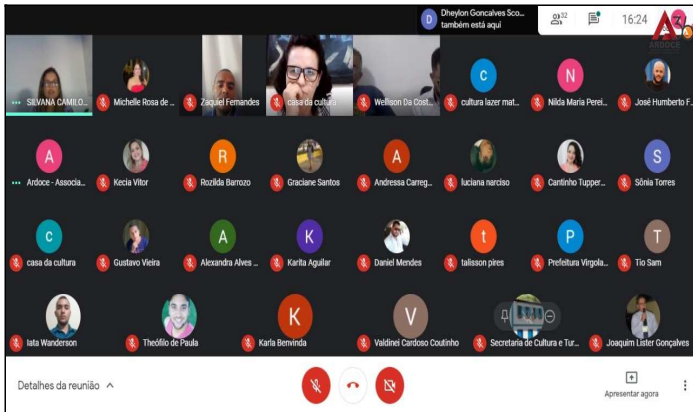 Dheylon Goncalves Sco...
também está aqui
D
32
16:24
ARDOCE
SILVANA CAMILO...
Michelle Rosa de ...
Zaquiel Fernandes
casa da cultura
Wellison Da Cost...
c
cultura lazer mat...
N
Nilda Maria Perei...
José Humberto F...
A
Ardoce - Associa...
Kecia Vitor
R
Rozilda Barrozo
Graciane Santos
A
Andressa Carreg...
luciana narciso
Cantinho Tupper...
S
Sônia Torres
c
casa da cultura
Gustavo Vieira
A
Alexandra Alves ...
K
Karita Aguilar
Daniel Mendes
t
talisson pires
P
Prefeitura Virgola...
T
Tio Sam
Iata Wanderson
Theófilo de Paula
K
Karla Benvinda
V
Valdinei Cardoso Coutinho
Secretaria de Cultura e Tur...
Joaquim Lister Gonçalves
Detalhes da reunião
Apresentar agora